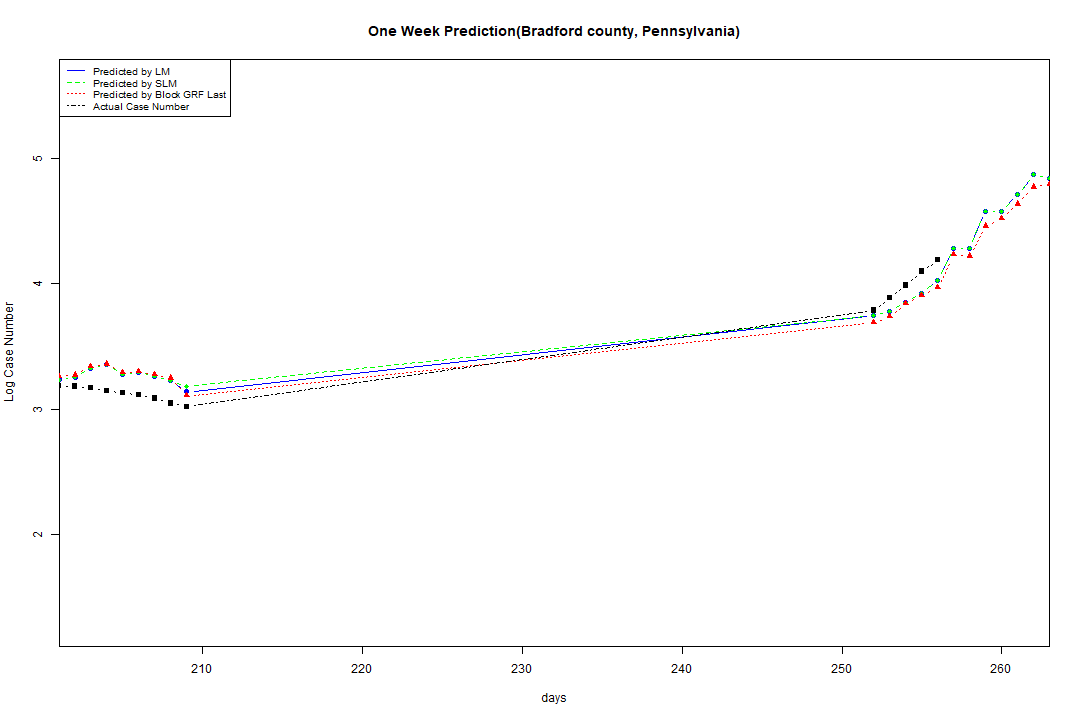 One Week Prediction(Bradford county, Pennsylvania)
Predicted by LM
Predicted by SLM
Predicted by Block GRF Last
Actual Case Number
5
4
3
2
Log Case Number
210 220 230 240 250 260
days